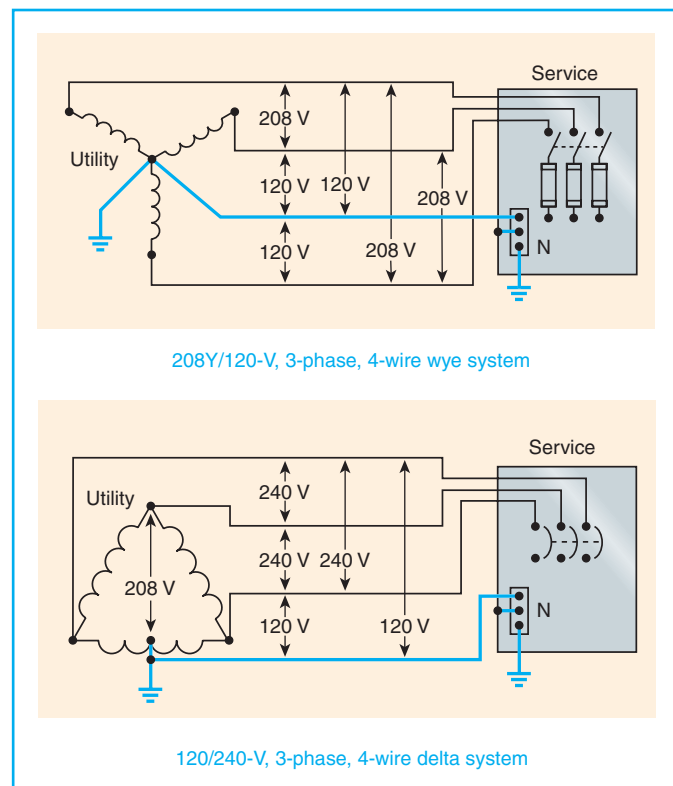 Service
208 V
Utility
120 V
120 V
208 V
120 V
208 V
N
208Y/120-V, 3-phase, 4-wire wye system
Service
Utility
240 V
240 V
240 V
208 V
120 V
120 V
N
120/240-V, 3-phase, 4-wire delta system